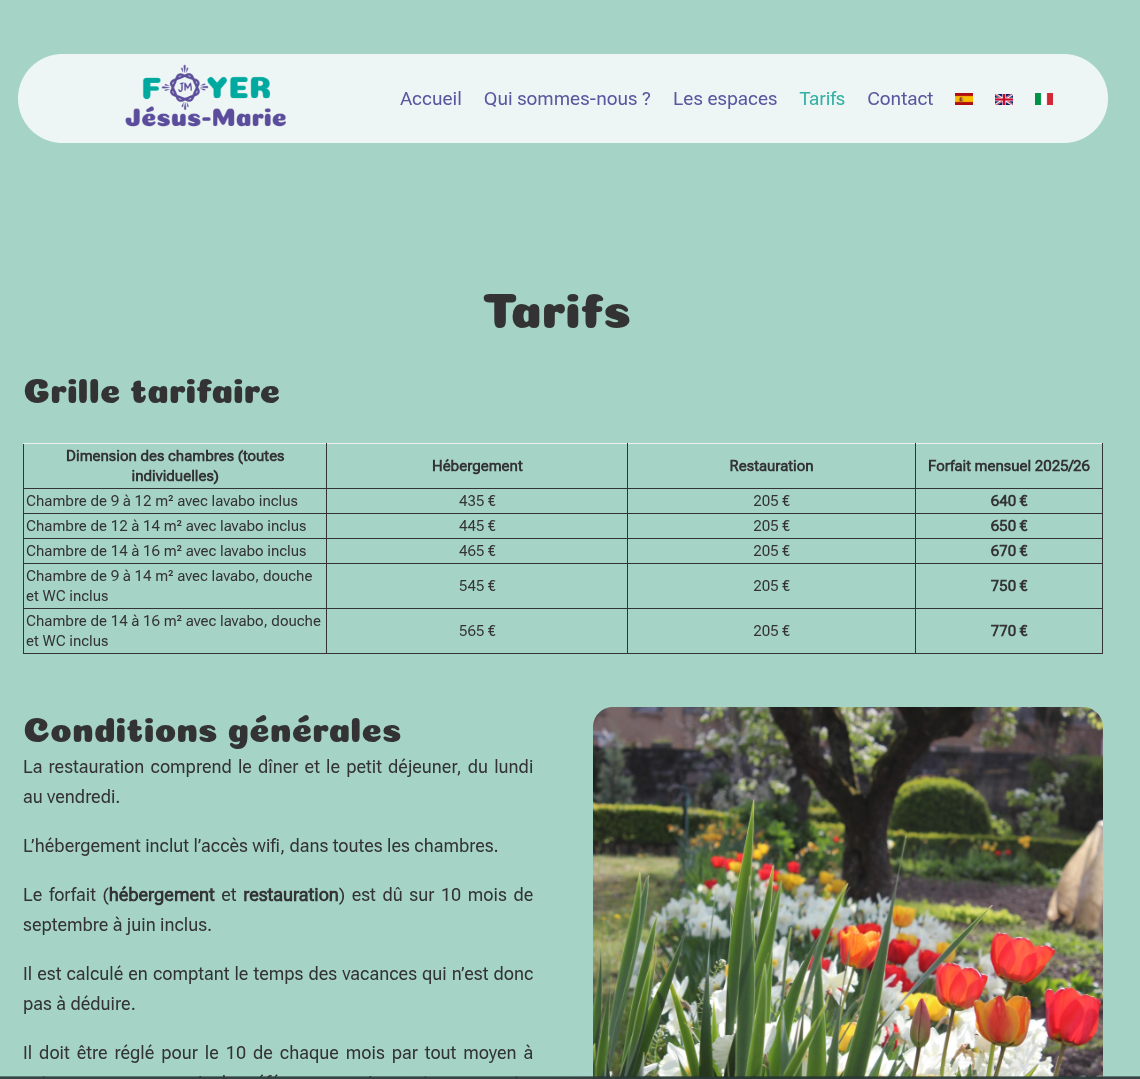 FOYER
JM
Jésus-Marie
Accueil Qui sommes-nous ? Les espaces Tarifs Contact
Tarifs
Grille tarifaire
Dimension des chambres (toutes
individuelles)
Hébergement
Restauration
Forfait mensuel 2025/26
Chambre de 9 à 12 m² avec lavabo inclus 435 € 205 € 640 €
Chambre de 12 à 14 m² avec lavabo inclus 445 € 205 € 650 €
Chambre de 14 à 16 m² avec lavabo inclus 465 € 205 € 670 €
Chambre de 9 à 14 m² avec lavabo, douche
et WC inclus
545 € 205 € 750 €
Chambre de 14 à 16 m² avec lavabo, douche
et WC inclus
565 € 205 € 770 €
Conditions générales
La restauration comprend le dîner et le petit déjeuner, du lundi
au vendredi.
L’hébergement inclut l’accès wifi, dans toutes les chambres.
Le forfait (hébergement et restauration) est dû sur 10 mois de
septembre à juin inclus.
Il est calculé en comptant le temps des vacances qui n’est donc
pas à déduire.
Il doit être réglé pour le 10 de chaque mois par tout moyen à